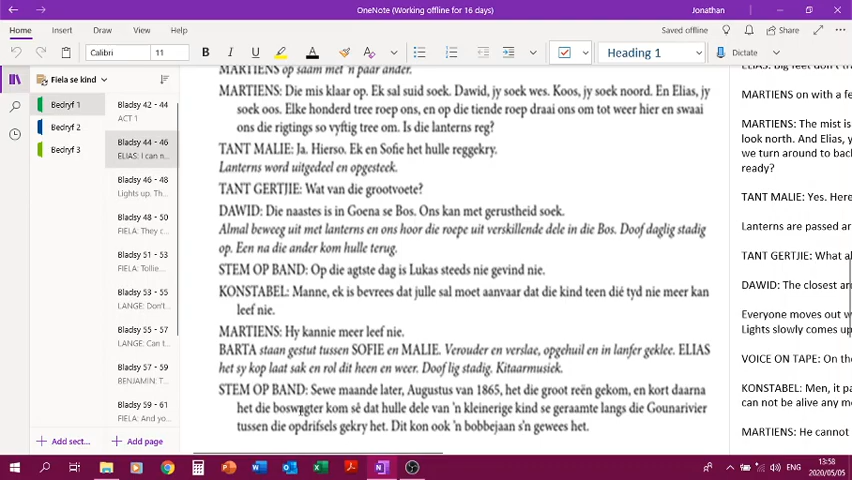 OneNote (Working offline for 16 days)
Jonathan
Home Insert Draw View Help
Saved offline Share
Calibri 11 B I U A Heading 1 Dictate
Fiela se kind
Bedryf 1
Bedryf 2
Bedryf 3
Bladsy 42 - 44
ACT 1
Bladsy 44 - 46
ELIAS: I can n...
Bladsy 46 - 48
Lights up. Th...
Bladsy 48 - 50
FIELA: They c...
Bladsy 51 - 53
FIELA: Tollie...
Bladsy 53 - 55
LANGE: Don't...
Bladsy 55 - 57
LANGE: Can t...
Bladsy 57 - 59
BENJAMIN: T...
Bladsy 59 - 61
FIELA: And yo...
Add sect...
Add page
MARTIENS op saam met 'n paar ander.
MARTIENS: Die mis klaar op. Ek sal suid soek. Dawid, jy soek wes. Koos, jy soek noord. En Elias, jy
soek oos. Elke honderd tree roep ons, en op die tiende roep draai ons om tot weer hier en swaai
ons die rigtings so vyftig tree om. Is die lanterns reg?
TANT MALIE: Ja. Hierso. Ek en Sofie het hulle reggekry.
Lanterns word uitgedeel en opgesteek.
TANT GERTJIE: Wat van die grootvoete?
DAWID: Die naastes is in Goena se Bos. Ons kan met gerustheid soek.
Almal beweeg uit met lanterns en ons hoor die roepe uit verskillende dele in die Bos. Doof daglig stadig
op. Een na die ander kom hulle terug.
STEM OP BAND: Op die agtste dag is Lukas steeds nie gevind nie.
KONSTABEL: Manne, ek is bevrees dat julle sal moet aanvaar dat die kind teen dié tyd nie meer kan
leef nie.
MARTIENS: Hy kannie meer leef nie.
BARTA staan gestut tussen SOFIE en MALIE. Verouder en verslae, opgehuil en in lanfer geklee. ELIAS
het sy kop laat sak en rol dit heen en weer. Doof lig stadig. Kitaarmusiek.
STEM OP BAND: Sewe maande later, Augustus van 1865, het die groot reën gekom, en kort daarna
het die boswagter kom sê dat hulle dele van 'n kleinerige kind se geraamte langs die Gounarivier
tussen die opdrifsels gekry het. Dit kon ook 'n bobbejaan s'n gewees het.
MARTIENS on with a fe
MARTIENS: The mist is
look north. And Elias, y
we turn around to back
ready?
TANT MALIE: Yes. Here
Lanterns are passed ar
TANT GERTJIE: What al
DAWID: The closest ar
Everyone moves out w
Lights slowly comes up
VOICE ON TAPE: On th
KONSTABEL: Men, it pa
can not be alive any m
MARTIENS: He cannot
ENG
13:58
2020/05/05